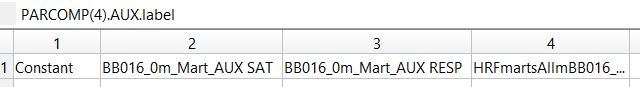 PARCOMP(4).AUX.label
1 2 3 4
1 Constant BB016_0m_Mart_AUX SAT BB016_0m_Mart_AUX RESP HRFmartsAllmBB016_...